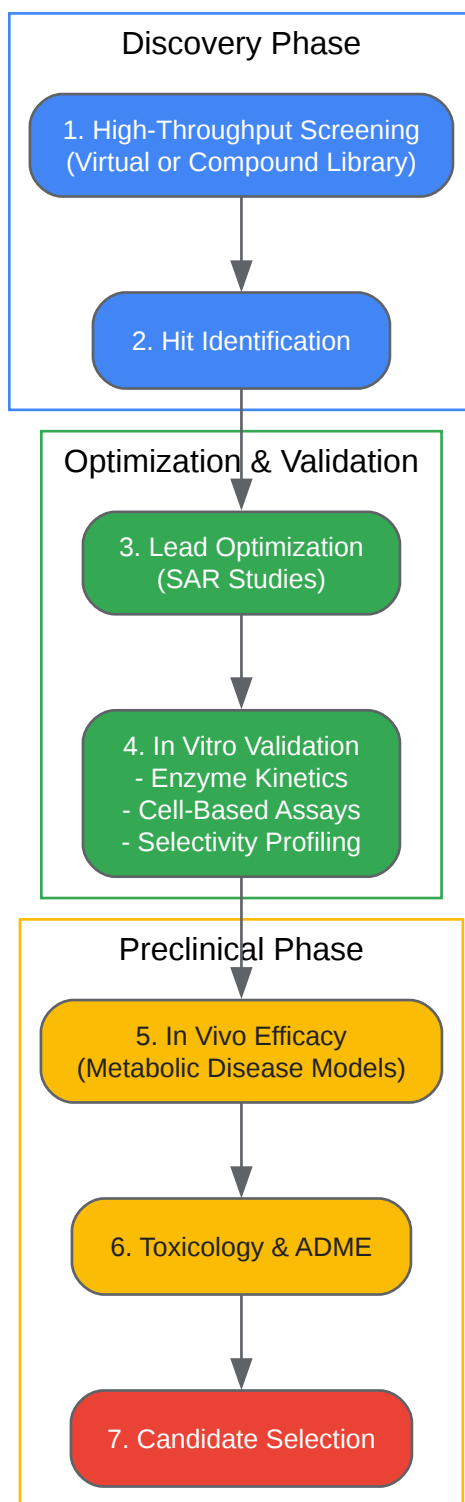 Discovery Phase
1. High-Throughput Screening
(Virtual or Compound Library)
2. Hit Identification
Optimization & Validation
3. Lead Optimization
(SAR Studies)
4. In Vitro Validation
- Enzyme Kinetics
- Cell-Based Assays
- Selectivity Profiling
Preclinical Phase
5. In Vivo Efficacy
(Metabolic Disease Models)
6. Toxicology & ADME
7. Candidate Selection